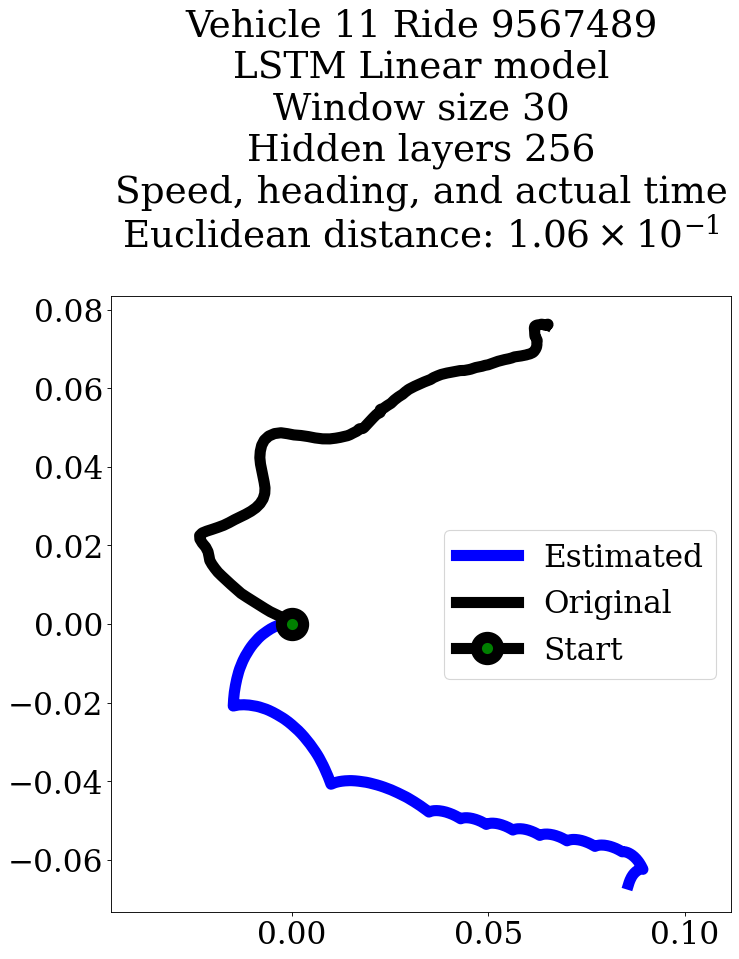 Vehicle 11 Ride 9567489
LSTM Linear model
Window size 30
Hidden layers 256
Speed, heading, and actual time
Euclidean distance: 1.06 × 10⁻¹
0.08
0.06
0.04
0.02
0.00
−0.02
−0.04
−0.06
Estimated
Original
Start
0.00 0.05 0.10